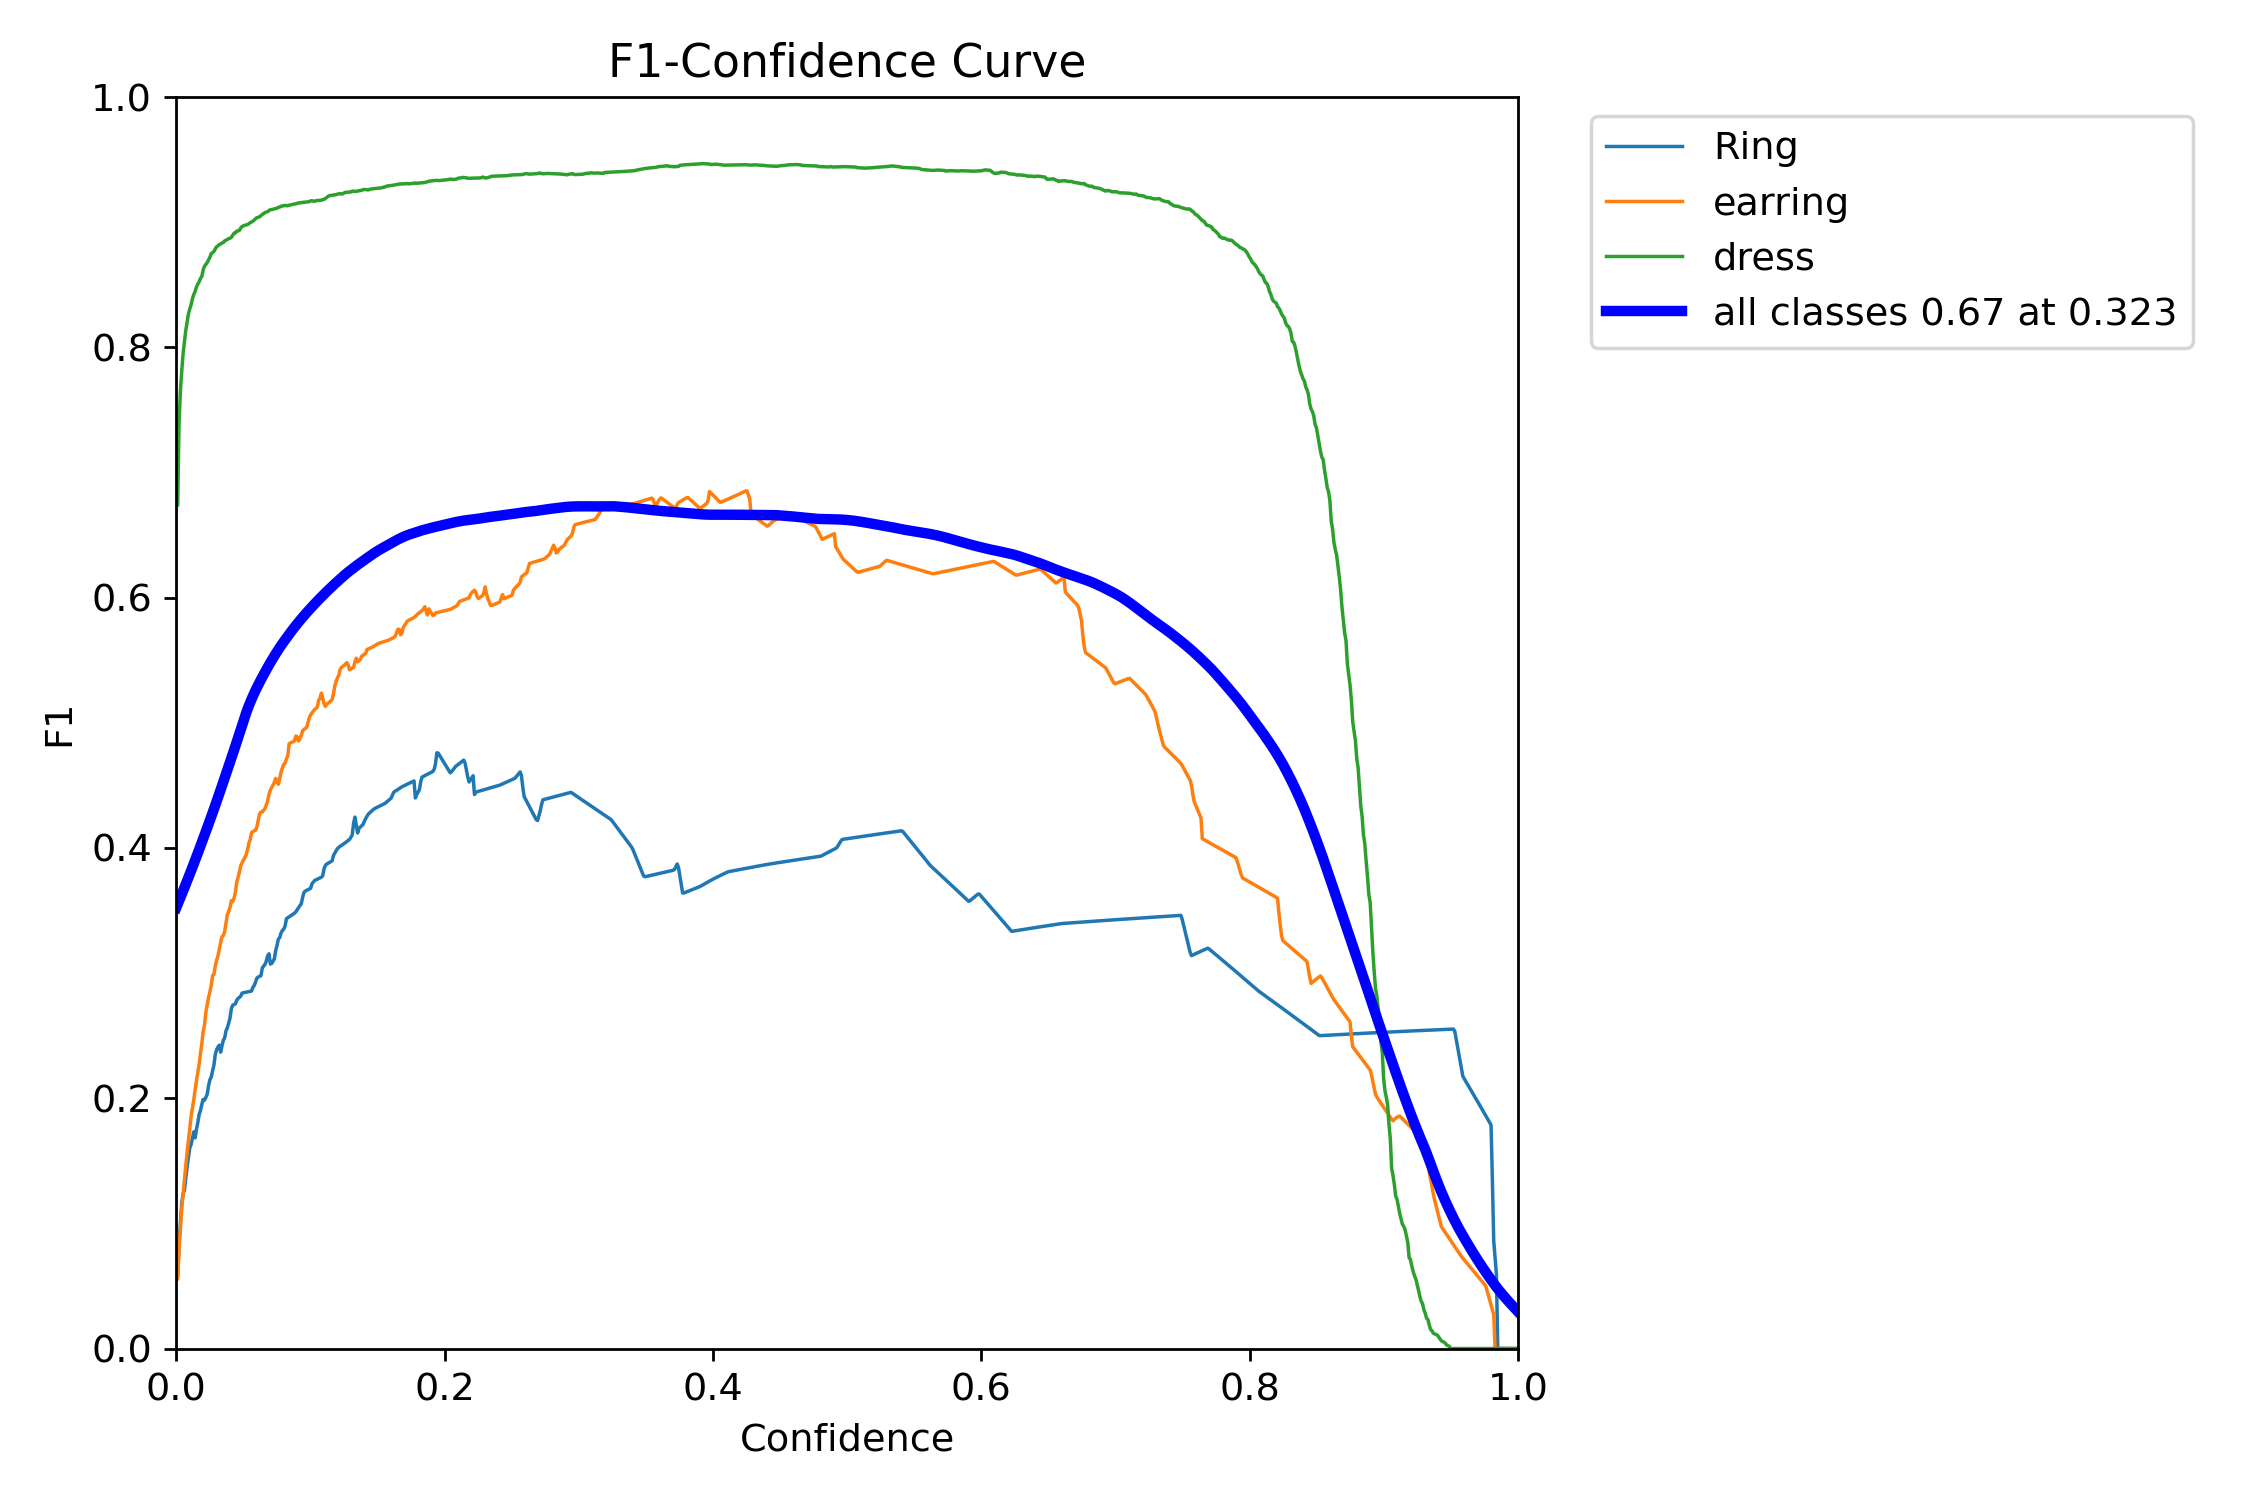 F1-Confidence Curve
1.0
0.8
0.6
0.4
0.2
0.0
F1
0.0 0.2 0.4 0.6 0.8 1.0
Confidence
Ring
earring
dress
all classes 0.67 at 0.323